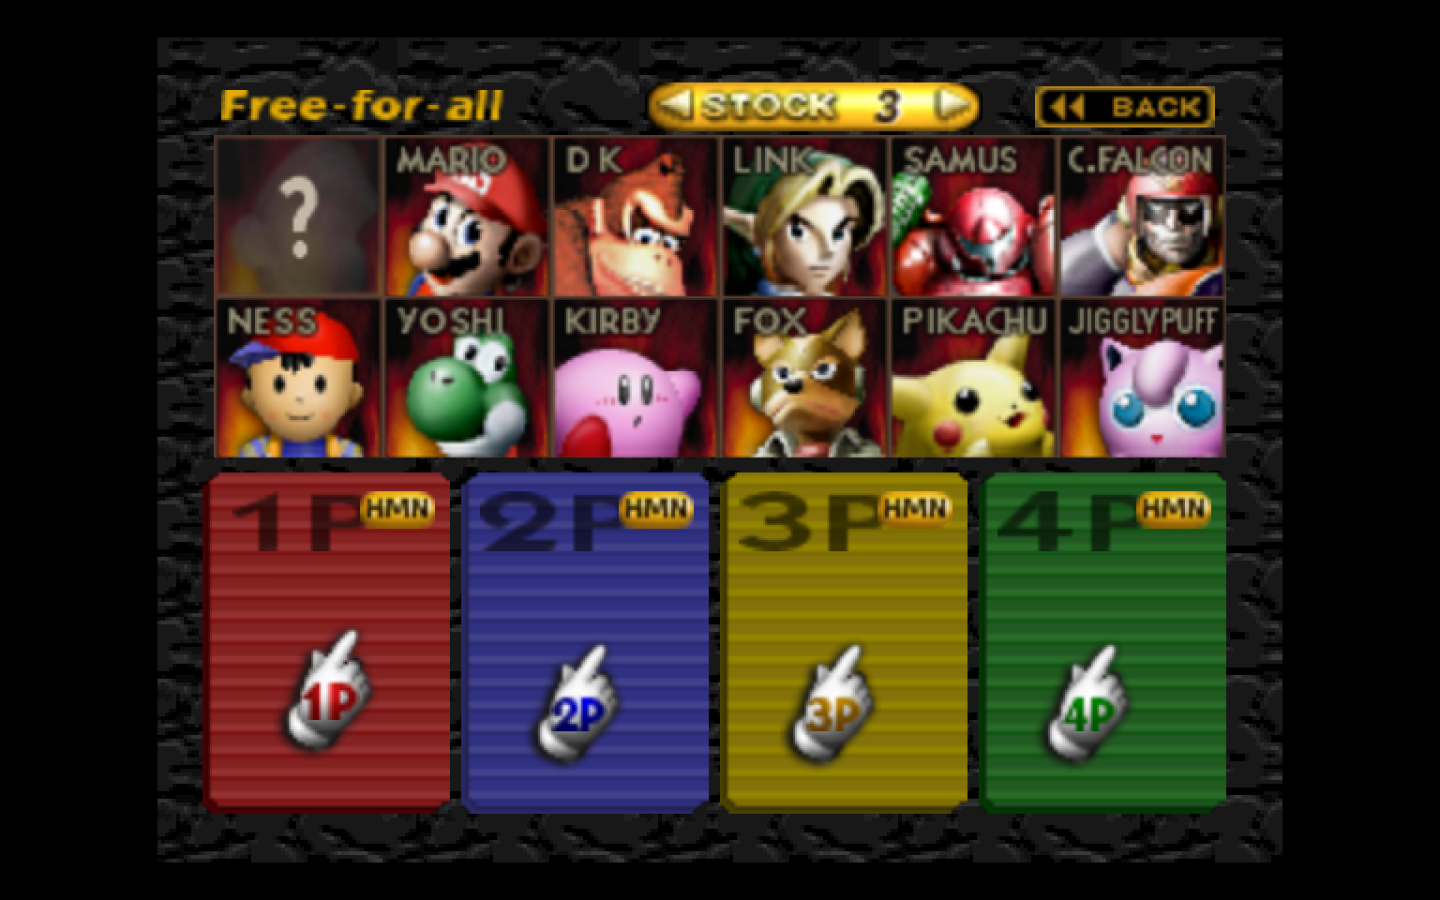 Free-for-all STOCK 3 BACK
? MARIO DK LINK SAMUS C.FALCON
NESS YOSHI KIRBY FOX PIKACHU JIGGLYPUFF
1P HMN 2P HMN 3P HMN 4P HMN
1P 2P 3P 4P